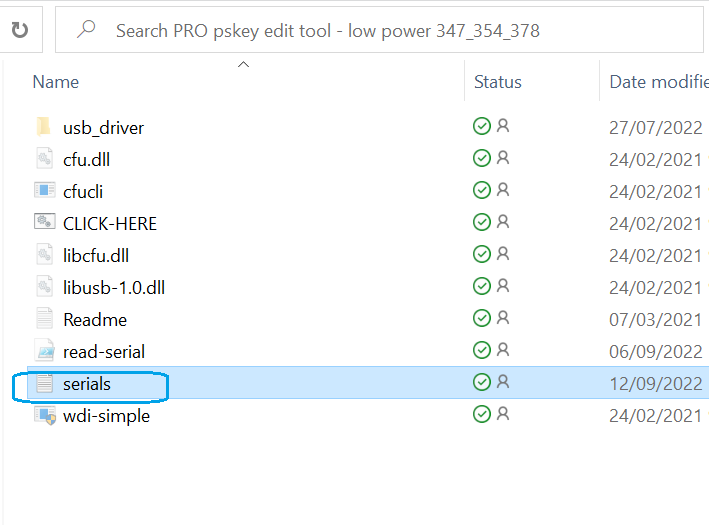 Search PRO pskey edit tool - low power 347_354_378
Name Status Date modifie
usb_driver 27/07/2022
cfu.dll 24/02/2021
cfucli 24/02/2021
CLICK-HERE 24/02/2021
libcfu.dll 24/02/2021
libusb-1.0.dll 24/02/2021
Readme 07/03/2021
read-serial 06/09/2022
serials 12/09/2022
wdi-simple 24/02/2021